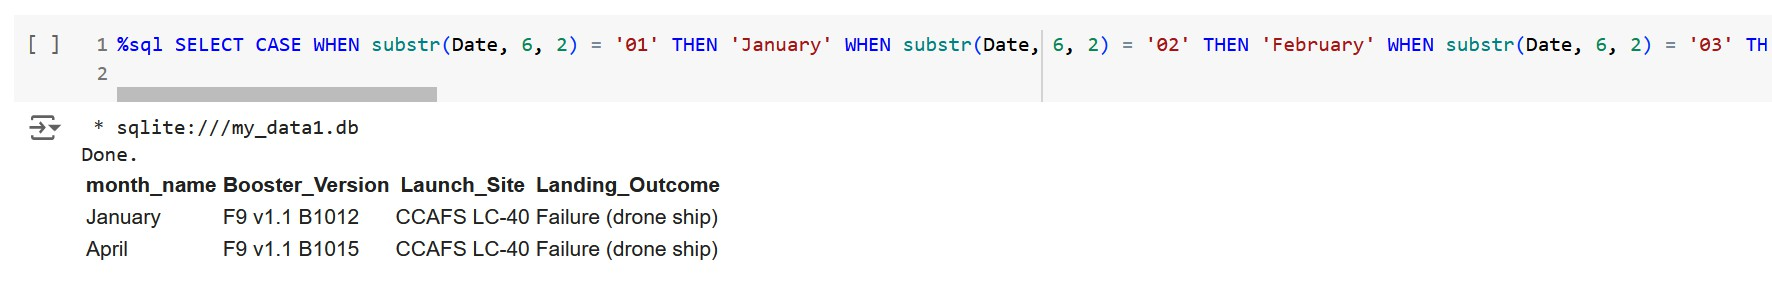 [ ] 1 %sql SELECT CASE WHEN substr(Date, 6, 2) = '01' THEN 'January' WHEN substr(Date, 6, 2) = '02' THEN 'February' WHEN substr(Date, 6, 2) = '03' TH
2
* sqlite:///my_data1.db
Done.
month_name Booster_Version Launch_Site Landing_Outcome
January F9 v1.1 B1012 CCAFS LC-40 Failure (drone ship)
April F9 v1.1 B1015 CCAFS LC-40 Failure (drone ship)